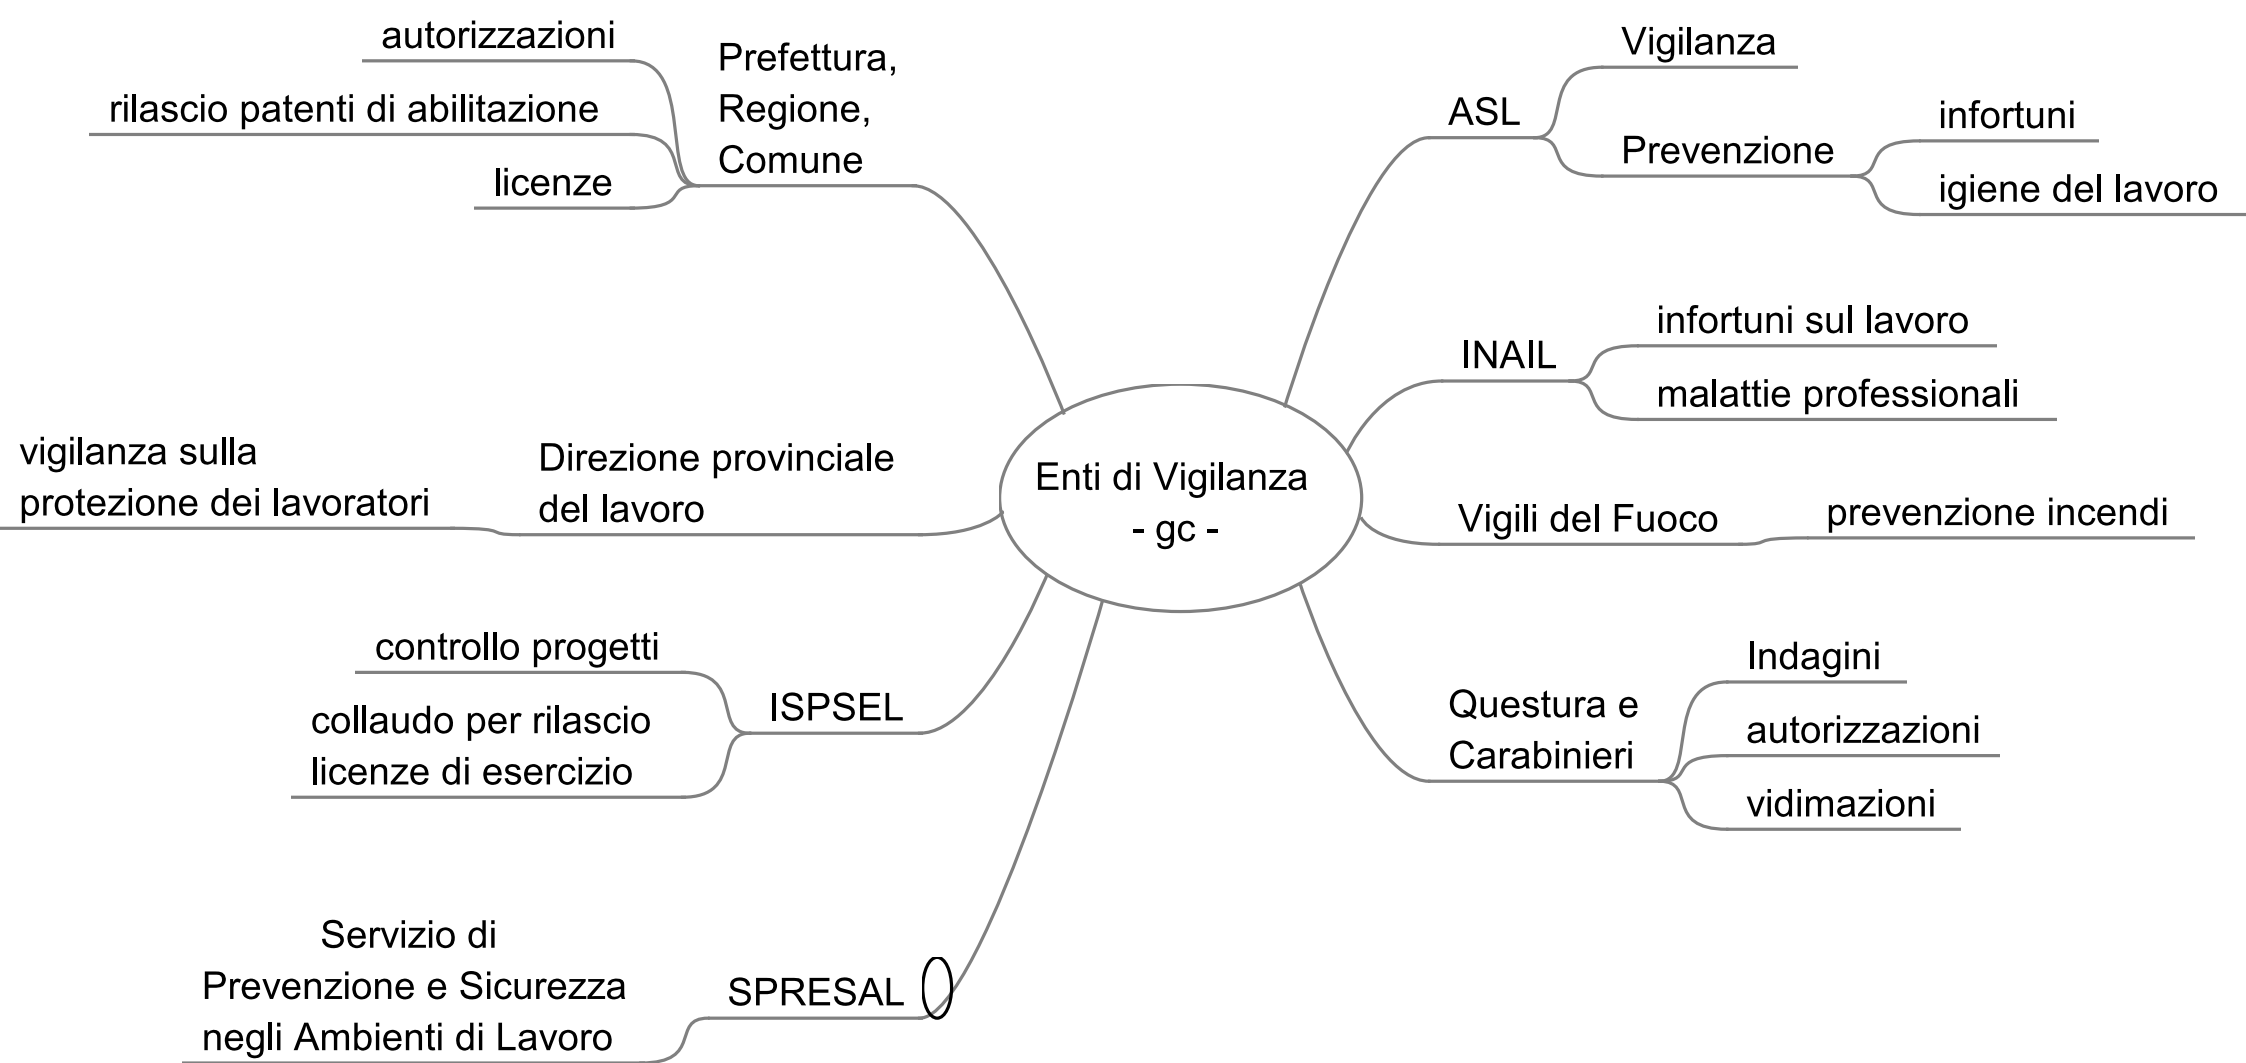 Enti di Vigilanza
- gc -
ASL
Vigilanza
Prevenzione
infortuni
igiene del lavoro
INAIL
infortuni sul lavoro
malattie professionali
Vigili del Fuoco
prevenzione incendi
Questura e
Carabinieri
Indagini
autorizzazioni
vidimazioni
Prefettura,
Regione,
Comune
autorizzazioni
rilascio patenti di abilitazione
licenze
Direzione provinciale
del lavoro
vigilanza sulla
protezione dei lavoratori
ISPSEL
controllo progetti
collaudo per rilascio
licenze di esercizio
SPRESAL
Servizio di
Prevenzione e Sicurezza
negli Ambienti di Lavoro